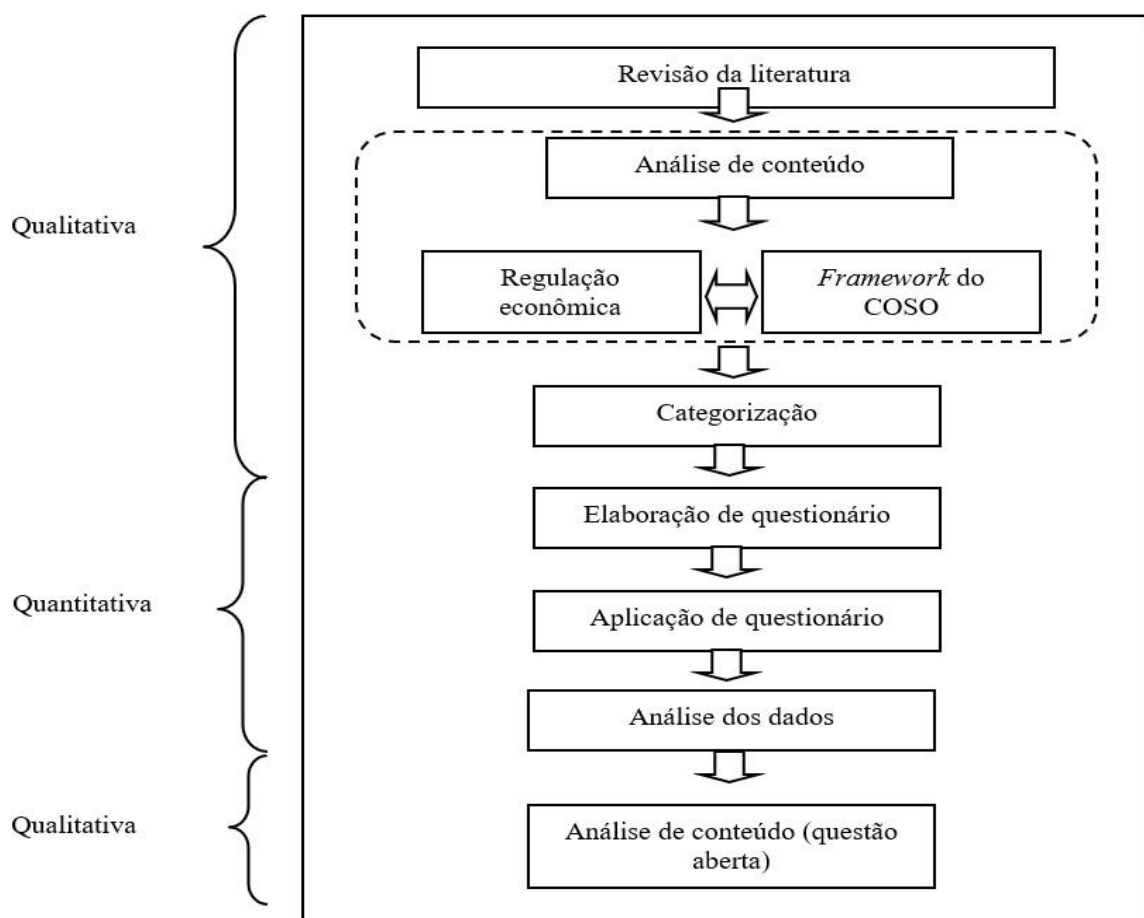 Revisão da literatura
Análise de conteúdo
Qualitativa
Regulação
econômica
Framework do
COSO
Categorização
Elaboração de questionário
Quantitativa
Aplicação de questionário
Análise dos dados
Qualitativa
Análise de conteúdo (questão
aberta)